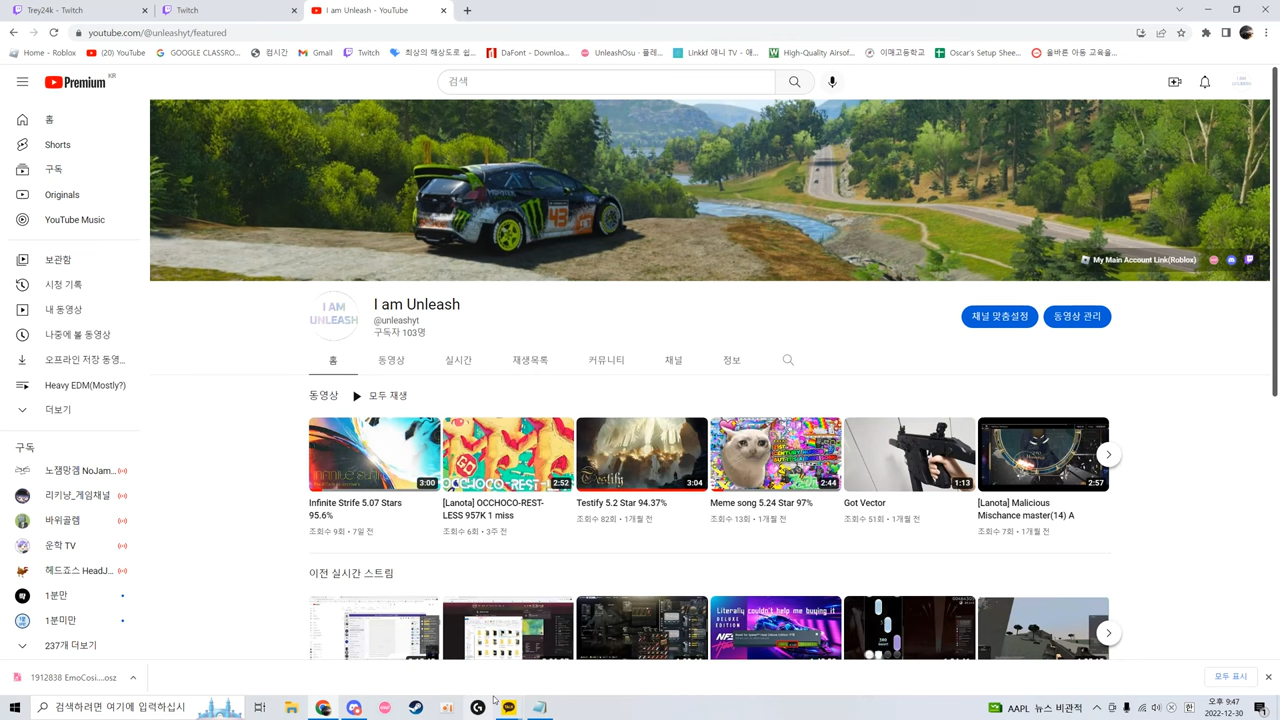 Trey24k - Twitch
Twitch
I am Unleash - YouTube
youtube.com/@unleashyt/featured
Home - Roblox
(20) YouTube
GOOGLE CLASSRO...
컴시간
Gmail
Twitch
최상의 해상도로 쉽...
DaFont - Downloa...
UnleashOsu · 플레...
Linkkf 애니 TV - 애...
High-Quality Airsof...
이매고등학교
Oscar's Setup Shee...
올바른 아동 교육을...
Premium KR
검색
홈
Shorts
구독
Originals
YouTube Music
보관함
시청 기록
내 동영상
나중에 볼 동영상
오프라인 저장 동영...
Heavy EDM(Mostly?)
더보기
구독
노잼망겜 NoJam...
바위골렘
운학 TV
헤드죠스 HeadJ...
1분만
1분미만
237개 더보기
43
My Main Account Link(Roblox)
I AM
UNLEASH
I am Unleash
@unleashyt
구독자 103명
채널 맞춤설정
동영상 관리
홈
동영상
실시간
재생목록
커뮤니티
채널
정보
동영상
모두 재생
INFINITE STRIFE
3:00
OCCHOCO-REST-
2:52
Testify
3:04
2:44
1:13
2:57
Infinite Strife 5.07 Stars
95.6%
조회수 9회 • 7일 전
[Lanota] OCCHOCO-REST-
LESS 957K 1 miss
조회수 6회 • 3주 전
Testify 5.2 Star 94.37%
조회수 82회 • 1개월 전
Meme song 5.24 Star 97%
조회수 13회 • 1개월 전
Got Vector
조회수 51회 • 1개월 전
[Lanota] Malicious
Mischance master(14) A
조회수 7회 • 1개월 전
이전 실시간 스트림
Literally couldn't help me buying it
DELUXE
EDITION
1912838 EmoCosi....osz
모두 표시
검색하려면 여기에 입력하십시
TALK
AAPL 뉴스 비관적
오후 9:47
2022-12-30